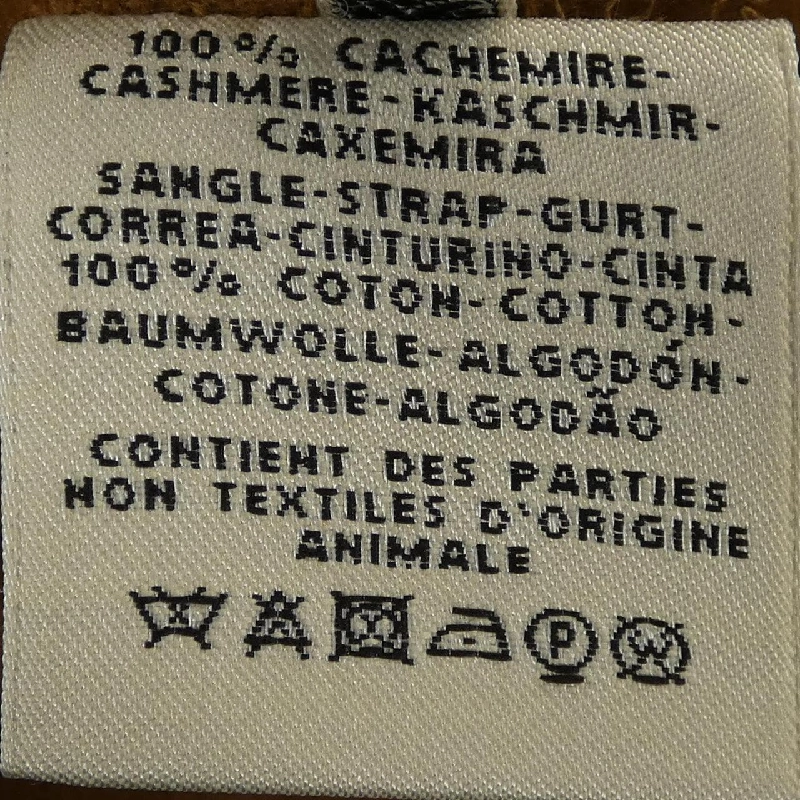 100% CACHEMIRE-
CASHMERE-KASCHMIR-
CAXEMIRA
SANGLE-STRAP-GURT-
CORREA-CINTURINO-CINTA
100% COTON-COTTON-
BAUMWOLLE-ALGODÓN-
COTONE-ALGODÃO
CONTIENT DES PARTIES
NON TEXTILES D'ORIGINE
ANIMALE
P W